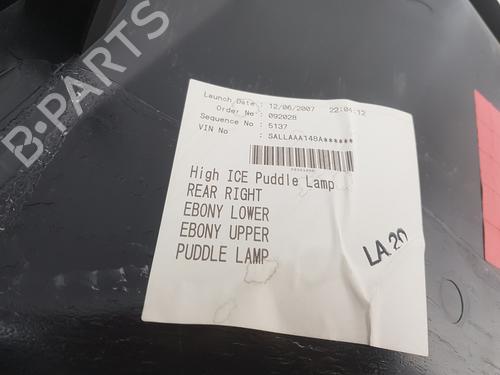 B-PARTS
Launch Date : 12/06/2007 22:04:12
Order No : 092028
Sequence No : 5137
VIN No : SALLAAA148A******
High ICE Puddle Lamp
REAR RIGHT
EBONY LOWER
EBONY UPPER
PUDDLE LAMP
LA 20